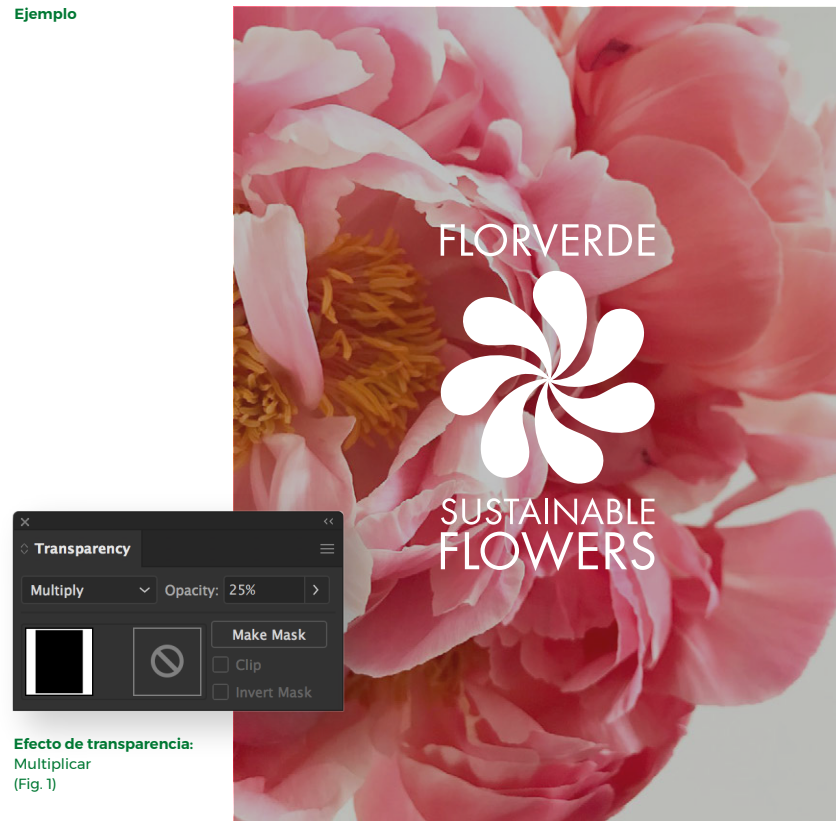 Ejemplo
FLORVERDE
SUSTAINABLE
FLOWERS
Transparency
Multiply
Opacity: 25%
Make Mask
Clip
Invert Mask
Efecto de transparencia:
Multiplicar
(Fig. 1)